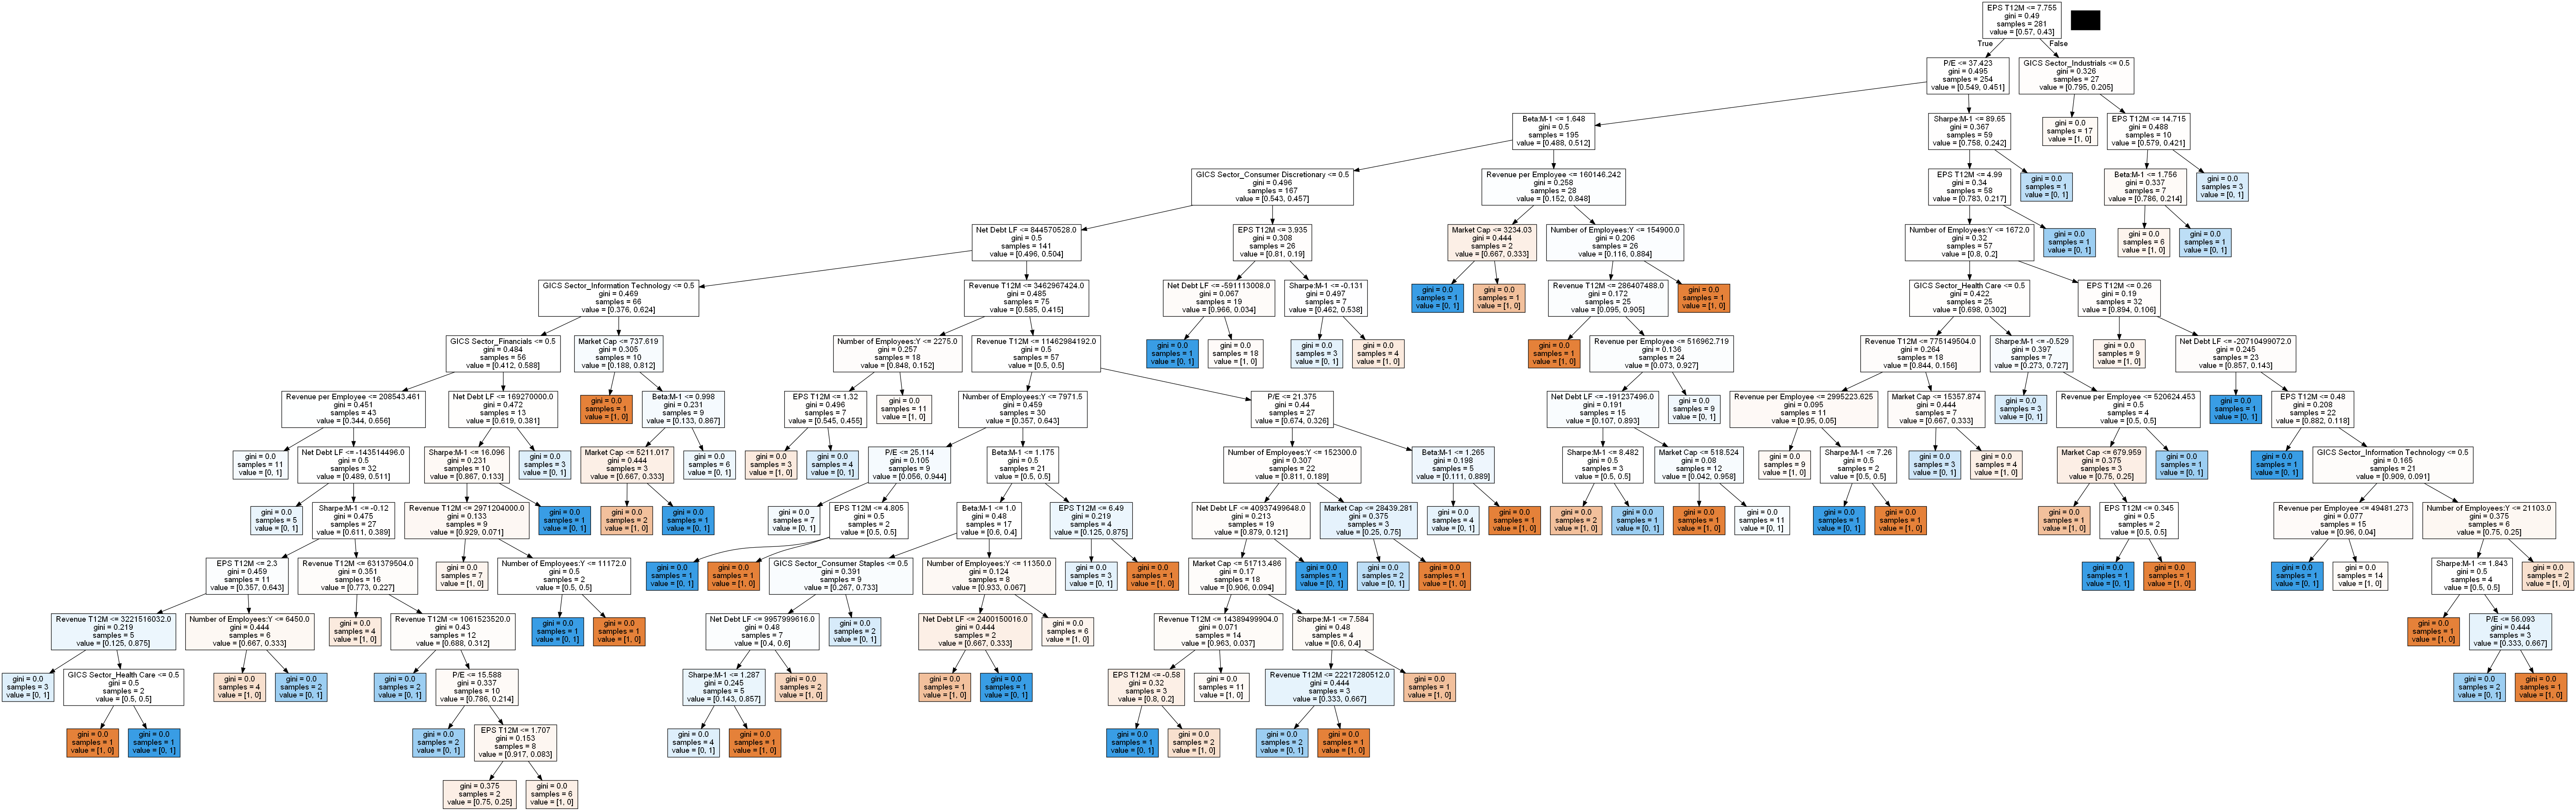 EPS T12M <= 7.755
gini = 0.49
samples = 281
value = [0.57, 0.43]
True
False
P/E <= 37.423
gini = 0.495
samples = 254
value = [0.549, 0.451]
GICS Sector_Industrials <= 0.5
gini = 0.326
samples = 27
value = [0.795, 0.205]
Beta:M-1 <= 1.648
gini = 0.5
samples = 195
value = [0.488, 0.512]
Sharpe:M-1 <= 89.65
gini = 0.367
samples = 59
value = [0.758, 0.242]
gini = 0.0
samples = 17
value = [1, 0]
EPS T12M <= 14.715
gini = 0.488
samples = 10
value = [0.579, 0.421]
GICS Sector_Consumer Discretionary <= 0.5
gini = 0.496
samples = 167
value = [0.543, 0.457]
Revenue per Employee <= 160146.242
gini = 0.258
samples = 28
value = [0.152, 0.848]
EPS T12M <= 4.99
gini = 0.34
samples = 58
value = [0.783, 0.217]
gini = 0.0
samples = 1
value = [0, 1]
Beta:M-1 <= 1.756
gini = 0.337
samples = 7
value = [0.786, 0.214]
gini = 0.0
samples = 3
value = [0, 1]
Net Debt LF <= 844570528.0
gini = 0.5
samples = 141
value = [0.496, 0.504]
EPS T12M <= 3.935
gini = 0.308
samples = 26
value = [0.81, 0.19]
Market Cap <= 3234.03
gini = 0.444
samples = 2
value = [0.667, 0.333]
Number of Employees:Y <= 154900.0
gini = 0.206
samples = 26
value = [0.116, 0.884]
Number of Employees:Y <= 1672.0
gini = 0.32
samples = 57
value = [0.8, 0.2]
gini = 0.0
samples = 1
value = [0, 1]
gini = 0.0
samples = 6
value = [1, 0]
gini = 0.0
samples = 1
value = [0, 1]
GICS Sector_Information Technology <= 0.5
gini = 0.469
samples = 66
value = [0.376, 0.624]
Revenue T12M <= 3462967424.0
gini = 0.485
samples = 75
value = [0.585, 0.415]
Net Debt LF <= -591113008.0
gini = 0.067
samples = 19
value = [0.966, 0.034]
Sharpe:M-1 <= -0.131
gini = 0.497
samples = 7
value = [0.462, 0.538]
gini = 0.0
samples = 1
value = [0, 1]
gini = 0.0
samples = 1
value = [1, 0]
Revenue T12M <= 286407488.0
gini = 0.172
samples = 25
value = [0.095, 0.905]
gini = 0.0
samples = 1
value = [1, 0]
GICS Sector_Health Care <= 0.5
gini = 0.422
samples = 25
value = [0.698, 0.302]
EPS T12M <= 0.26
gini = 0.19
samples = 32
value = [0.894, 0.106]
GICS Sector_Financials <= 0.5
gini = 0.484
samples = 56
value = [0.412, 0.588]
Market Cap <= 737.619
gini = 0.305
samples = 10
value = [0.188, 0.812]
Number of Employees:Y <= 2275.0
gini = 0.257
samples = 18
value = [0.848, 0.152]
Revenue T12M <= 11462984192.0
gini = 0.5
samples = 57
value = [0.5, 0.5]
gini = 0.0
samples = 1
value = [0, 1]
gini = 0.0
samples = 18
value = [1, 0]
gini = 0.0
samples = 3
value = [0, 1]
gini = 0.0
samples = 4
value = [1, 0]
gini = 0.0
samples = 1
value = [1, 0]
Revenue per Employee <= 516962.719
gini = 0.136
samples = 24
value = [0.073, 0.927]
Revenue T12M <= 775149504.0
gini = 0.264
samples = 18
value = [0.844, 0.156]
Sharpe:M-1 <= -0.529
gini = 0.397
samples = 7
value = [0.273, 0.727]
gini = 0.0
samples = 9
value = [1, 0]
Net Debt LF <= -20710499072.0
gini = 0.245
samples = 23
value = [0.857, 0.143]
Revenue per Employee <= 208543.461
gini = 0.451
samples = 43
value = [0.344, 0.656]
Net Debt LF <= 169270000.0
gini = 0.472
samples = 13
value = [0.619, 0.381]
gini = 0.0
samples = 1
value = [1, 0]
Beta:M-1 <= 0.998
gini = 0.231
samples = 9
value = [0.133, 0.867]
EPS T12M <= 1.32
gini = 0.496
samples = 7
value = [0.545, 0.455]
gini = 0.0
samples = 11
value = [1, 0]
Number of Employees:Y <= 7971.5
gini = 0.459
samples = 30
value = [0.357, 0.643]
P/E <= 21.375
gini = 0.44
samples = 27
value = [0.674, 0.326]
Net Debt LF <= -191237496.0
gini = 0.191
samples = 15
value = [0.107, 0.893]
gini = 0.0
samples = 9
value = [0, 1]
Revenue per Employee <= 2995223.625
gini = 0.095
samples = 11
value = [0.95, 0.05]
Market Cap <= 15357.874
gini = 0.444
samples = 7
value = [0.667, 0.333]
gini = 0.0
samples = 3
value = [0, 1]
Revenue per Employee <= 520624.453
gini = 0.5
samples = 4
value = [0.5, 0.5]
gini = 0.0
samples = 1
value = [0, 1]
EPS T12M <= 0.48
gini = 0.208
samples = 22
value = [0.882, 0.118]
gini = 0.0
samples = 11
value = [0, 1]
Net Debt LF <= -143514496.0
gini = 0.5
samples = 32
value = [0.489, 0.511]
Sharpe:M-1 <= 16.096
gini = 0.231
samples = 10
value = [0.867, 0.133]
gini = 0.0
samples = 3
value = [0, 1]
Market Cap <= 5211.017
gini = 0.444
samples = 3
value = [0.667, 0.333]
gini = 0.0
samples = 6
value = [0, 1]
gini = 0.0
samples = 3
value = [1, 0]
gini = 0.0
samples = 4
value = [0, 1]
P/E <= 25.114
gini = 0.105
samples = 9
value = [0.056, 0.944]
Beta:M-1 <= 1.175
gini = 0.5
samples = 21
value = [0.5, 0.5]
Number of Employees:Y <= 152300.0
gini = 0.307
samples = 22
value = [0.811, 0.189]
Beta:M-1 <= 1.265
gini = 0.198
samples = 5
value = [0.111, 0.889]
Sharpe:M-1 <= 8.482
gini = 0.5
samples = 3
value = [0.5, 0.5]
Market Cap <= 518.524
gini = 0.08
samples = 12
value = [0.042, 0.958]
gini = 0.0
samples = 9
value = [1, 0]
Sharpe:M-1 <= 7.26
gini = 0.5
samples = 2
value = [0.5, 0.5]
gini = 0.0
samples = 3
value = [0, 1]
gini = 0.0
samples = 4
value = [1, 0]
Market Cap <= 679.959
gini = 0.375
samples = 3
value = [0.75, 0.25]
gini = 0.0
samples = 1
value = [0, 1]
gini = 0.0
samples = 1
value = [0, 1]
GICS Sector_Information Technology <= 0.5
gini = 0.165
samples = 21
value = [0.909, 0.091]
gini = 0.0
samples = 5
value = [0, 1]
Sharpe:M-1 <= -0.12
gini = 0.475
samples = 27
value = [0.611, 0.389]
Revenue T12M <= 2971204000.0
gini = 0.133
samples = 9
value = [0.929, 0.071]
gini = 0.0
samples = 1
value = [0, 1]
gini = 0.0
samples = 2
value = [1, 0]
gini = 0.0
samples = 1
value = [0, 1]
gini = 0.0
samples = 7
value = [0, 1]
EPS T12M <= 4.805
gini = 0.5
samples = 2
value = [0.5, 0.5]
Beta:M-1 <= 1.0
gini = 0.48
samples = 17
value = [0.6, 0.4]
EPS T12M <= 6.49
gini = 0.219
samples = 4
value = [0.125, 0.875]
Net Debt LF <= 40937499648.0
gini = 0.213
samples = 19
value = [0.879, 0.121]
Market Cap <= 28439.281
gini = 0.375
samples = 3
value = [0.25, 0.75]
gini = 0.0
samples = 4
value = [0, 1]
gini = 0.0
samples = 1
value = [1, 0]
gini = 0.0
samples = 2
value = [1, 0]
gini = 0.0
samples = 1
value = [0, 1]
gini = 0.0
samples = 1
value = [1, 0]
gini = 0.0
samples = 11
value = [0, 1]
gini = 0.0
samples = 1
value = [0, 1]
gini = 0.0
samples = 1
value = [1, 0]
gini = 0.0
samples = 1
value = [1, 0]
EPS T12M <= 0.345
gini = 0.5
samples = 2
value = [0.5, 0.5]
Revenue per Employee <= 49481.273
gini = 0.077
samples = 15
value = [0.96, 0.04]
Number of Employees:Y <= 21103.0
gini = 0.375
samples = 6
value = [0.75, 0.25]
EPS T12M <= 2.3
gini = 0.459
samples = 11
value = [0.357, 0.643]
Revenue T12M <= 631379504.0
gini = 0.351
samples = 16
value = [0.773, 0.227]
gini = 0.0
samples = 7
value = [1, 0]
Number of Employees:Y <= 11172.0
gini = 0.5
samples = 2
value = [0.5, 0.5]
gini = 0.0
samples = 1
value = [0, 1]
gini = 0.0
samples = 1
value = [1, 0]
GICS Sector_Consumer Staples <= 0.5
gini = 0.391
samples = 9
value = [0.267, 0.733]
Number of Employees:Y <= 11350.0
gini = 0.124
samples = 8
value = [0.933, 0.067]
gini = 0.0
samples = 3
value = [0, 1]
gini = 0.0
samples = 1
value = [1, 0]
Market Cap <= 51713.486
gini = 0.17
samples = 18
value = [0.906, 0.094]
gini = 0.0
samples = 1
value = [0, 1]
gini = 0.0
samples = 2
value = [0, 1]
gini = 0.0
samples = 1
value = [1, 0]
gini = 0.0
samples = 1
value = [0, 1]
gini = 0.0
samples = 1
value = [1, 0]
gini = 0.0
samples = 1
value = [0, 1]
gini = 0.0
samples = 14
value = [1, 0]
Sharpe:M-1 <= 1.843
gini = 0.5
samples = 4
value = [0.5, 0.5]
gini = 0.0
samples = 2
value = [1, 0]
Revenue T12M <= 3221516032.0
gini = 0.219
samples = 5
value = [0.125, 0.875]
Number of Employees:Y <= 6450.0
gini = 0.444
samples = 6
value = [0.667, 0.333]
gini = 0.0
samples = 4
value = [1, 0]
Revenue T12M <= 1061523520.0
gini = 0.43
samples = 12
value = [0.688, 0.312]
gini = 0.0
samples = 1
value = [0, 1]
gini = 0.0
samples = 1
value = [1, 0]
Net Debt LF <= 9957999616.0
gini = 0.48
samples = 7
value = [0.4, 0.6]
gini = 0.0
samples = 2
value = [0, 1]
Net Debt LF <= 2400150016.0
gini = 0.444
samples = 2
value = [0.667, 0.333]
gini = 0.0
samples = 6
value = [1, 0]
Revenue T12M <= 14389499904.0
gini = 0.071
samples = 14
value = [0.963, 0.037]
Sharpe:M-1 <= 7.584
gini = 0.48
samples = 4
value = [0.6, 0.4]
gini = 0.0
samples = 1
value = [1, 0]
P/E <= 56.093
gini = 0.444
samples = 3
value = [0.333, 0.667]
gini = 0.0
samples = 3
value = [0, 1]
GICS Sector_Health Care <= 0.5
gini = 0.5
samples = 2
value = [0.5, 0.5]
gini = 0.0
samples = 4
value = [1, 0]
gini = 0.0
samples = 2
value = [0, 1]
gini = 0.0
samples = 2
value = [0, 1]
P/E <= 15.588
gini = 0.337
samples = 10
value = [0.786, 0.214]
Sharpe:M-1 <= 1.287
gini = 0.245
samples = 5
value = [0.143, 0.857]
gini = 0.0
samples = 2
value = [1, 0]
gini = 0.0
samples = 1
value = [1, 0]
gini = 0.0
samples = 1
value = [0, 1]
EPS T12M <= -0.58
gini = 0.32
samples = 3
value = [0.8, 0.2]
gini = 0.0
samples = 11
value = [1, 0]
Revenue T12M <= 22217280512.0
gini = 0.444
samples = 3
value = [0.333, 0.667]
gini = 0.0
samples = 1
value = [1, 0]
gini = 0.0
samples = 2
value = [0, 1]
gini = 0.0
samples = 1
value = [1, 0]
gini = 0.0
samples = 1
value = [1, 0]
gini = 0.0
samples = 1
value = [0, 1]
gini = 0.0
samples = 2
value = [0, 1]
EPS T12M <= 1.707
gini = 0.153
samples = 8
value = [0.917, 0.083]
gini = 0.0
samples = 4
value = [0, 1]
gini = 0.0
samples = 1
value = [1, 0]
gini = 0.0
samples = 1
value = [0, 1]
gini = 0.0
samples = 2
value = [1, 0]
gini = 0.0
samples = 2
value = [0, 1]
gini = 0.0
samples = 1
value = [1, 0]
gini = 0.375
samples = 2
value = [0.75, 0.25]
gini = 0.0
samples = 6
value = [1, 0]